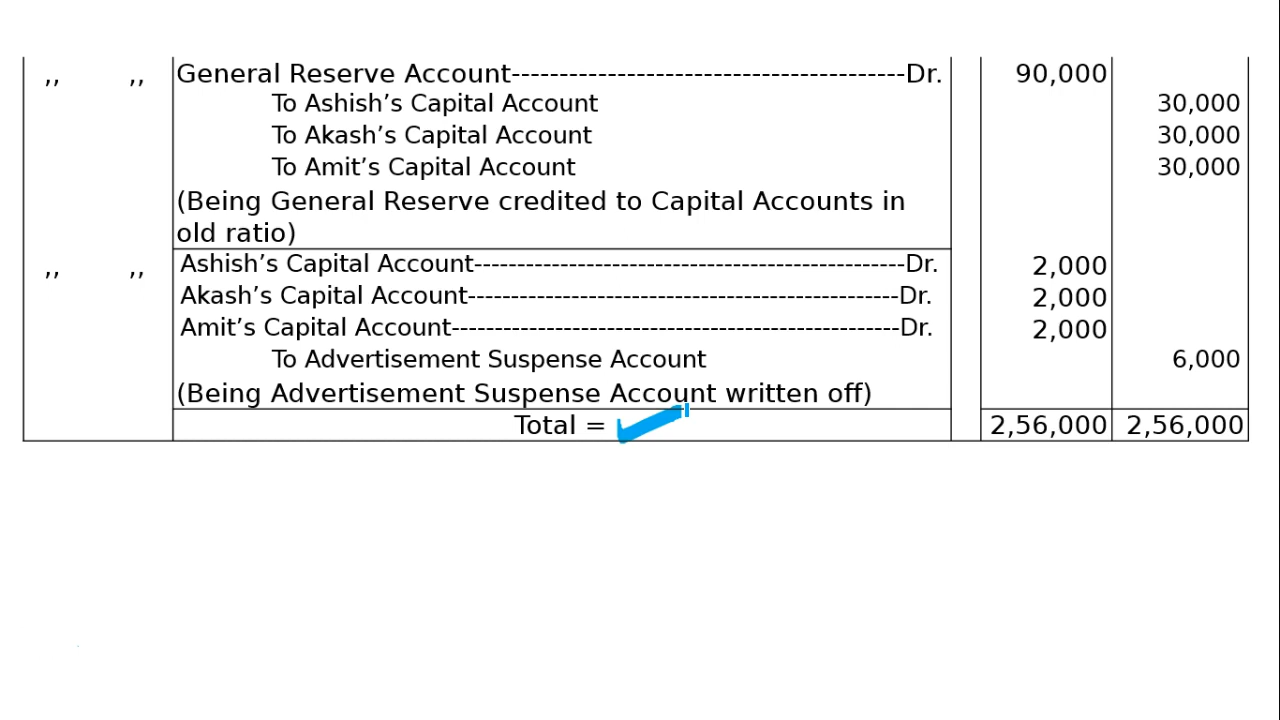 ,, ,, General Reserve Account-----------------------------------------Dr. 90,000
To Ashish’s Capital Account 30,000
To Akash’s Capital Account 30,000
To Amit’s Capital Account 30,000
(Being General Reserve credited to Capital Accounts in
old ratio)
,, ,, Ashish’s Capital Account--------------------------------------------------Dr. 2,000
Akash’s Capital Account--------------------------------------------------Dr. 2,000
Amit’s Capital Account----------------------------------------------------Dr. 2,000
To Advertisement Suspense Account 6,000
(Being Advertisement Suspense Account written off)
Total = 2,56,000 2,56,000